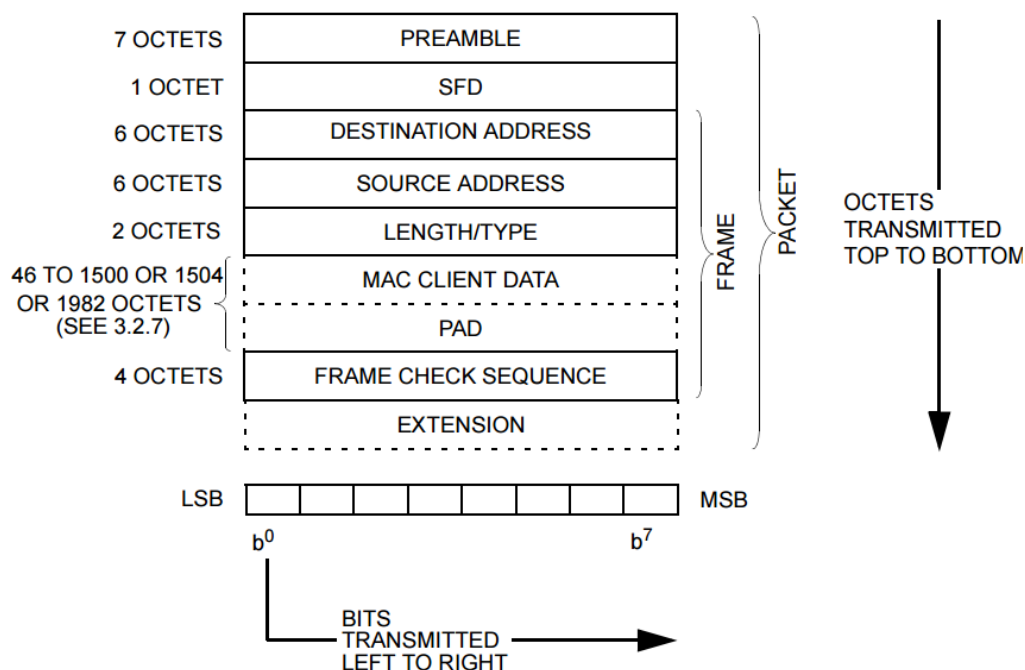 7 OCTETS PREAMBLE
1 OCTET SFD
6 OCTETS DESTINATION ADDRESS
6 OCTETS SOURCE ADDRESS
2 OCTETS LENGTH/TYPE
46 TO 1500 OR 1504
OR 1982 OCTETS
(SEE 3.2.7)
MAC CLIENT DATA
PAD
4 OCTETS FRAME CHECK SEQUENCE
EXTENSION
FRAME
PACKET
OCTETS
TRANSMITTED
TOP TO BOTTOM
LSB MSB
b⁰ b⁷
BITS
TRANSMITTED
LEFT TO RIGHT